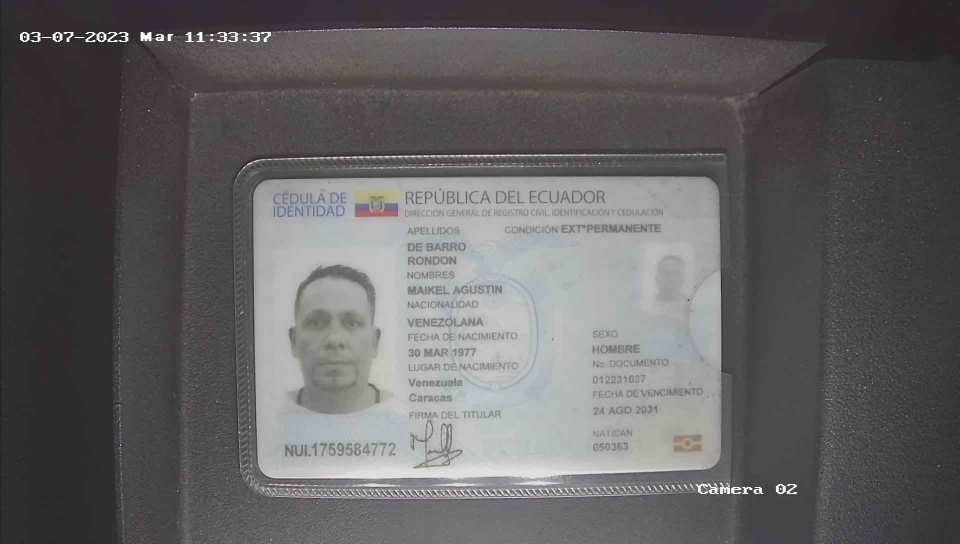 03-07-2023 Mar 11:33:37
CÉDULA DE IDENTIDAD
REPÚBLICA DEL ECUADOR
DIRECCIÓN GENERAL DE REGISTRO CIVIL, IDENTIFICACIÓN Y CEDULACIÓN
APELLIDOS
CONDICIÓN EXT*PERMANENTE
DE BARRO
RONDON
NOMBRES
MAIKEL AGUSTIN
NACIONALIDAD
VENEZOLANA
FECHA DE NACIMIENTO
30 MAR 1977
LUGAR DE NACIMIENTO
Venezuela
Caracas
FIRMA DEL TITULAR
SEXO
HOMBRE
No. DOCUMENTO
012231037
FECHA DE VENCIMIENTO
24 AGO 2031
NAT/CAN
050363
NUI.1759584772
Camera 02